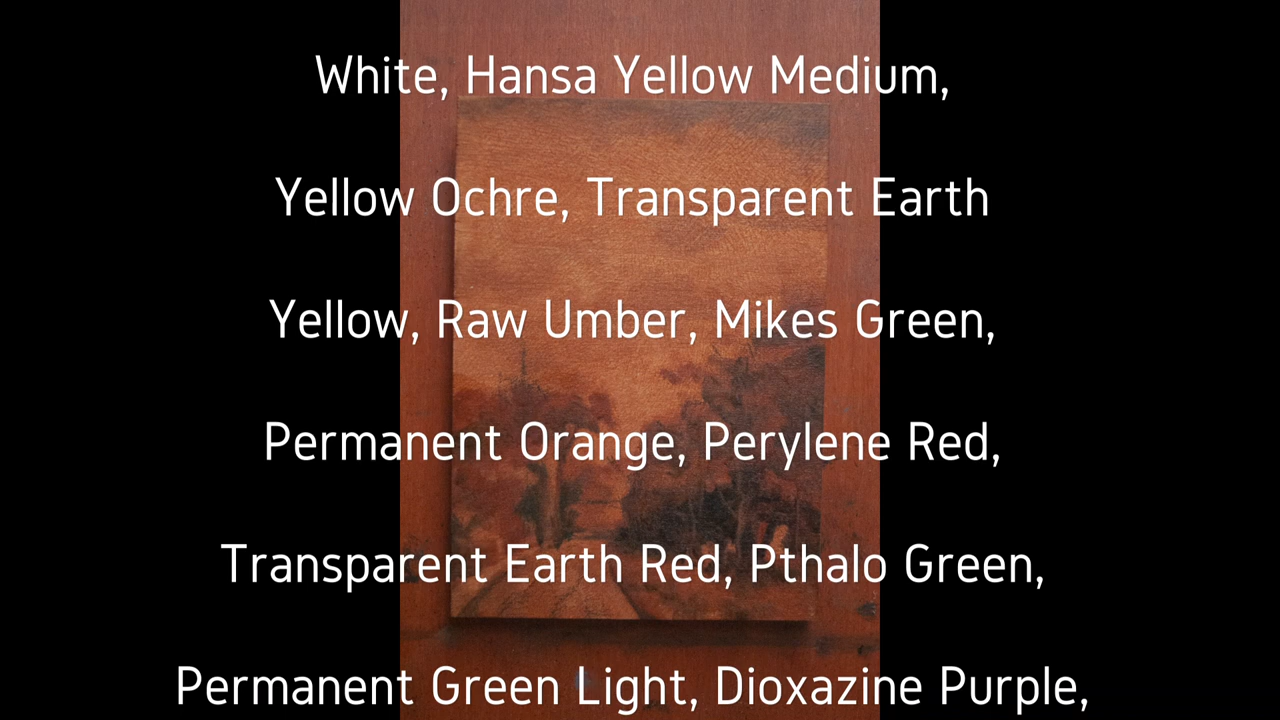 White, Hansa Yellow Medium,
Yellow Ochre, Transparent Earth
Yellow, Raw Umber, Mikes Green,
Permanent Orange, Perylene Red,
Transparent Earth Red, Pthalo Green,
Permanent Green Light, Dioxazine Purple,